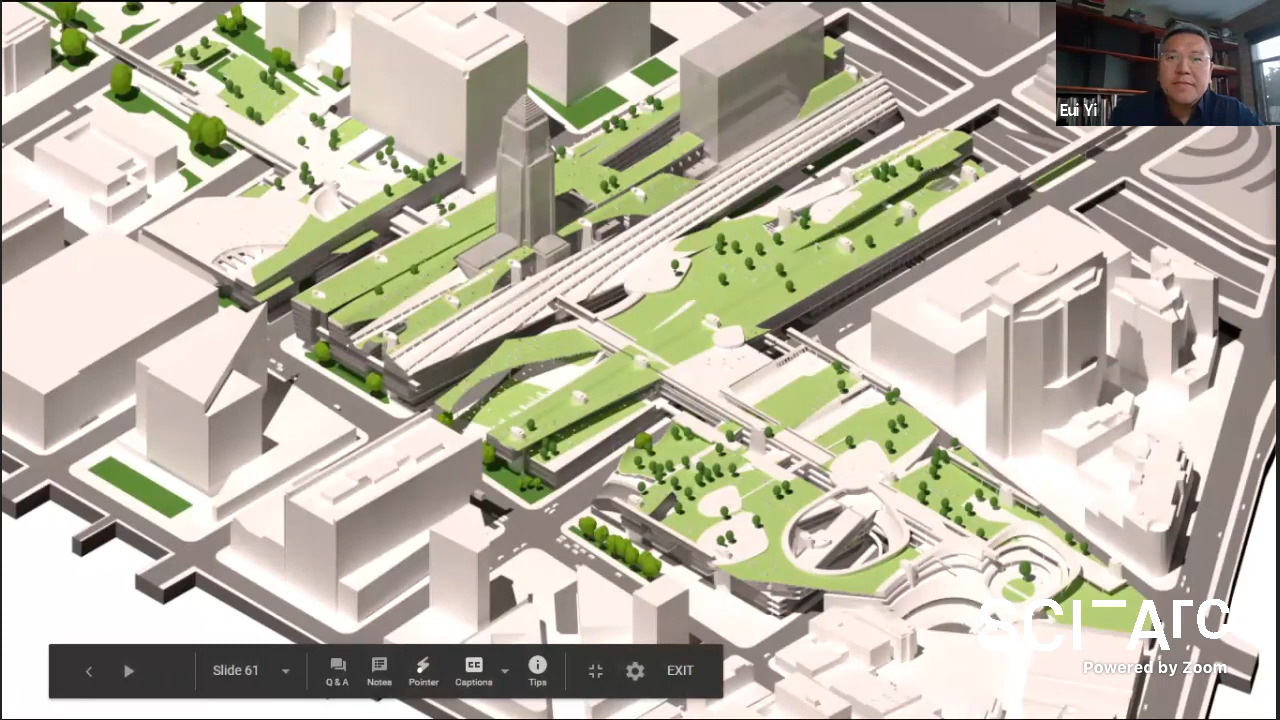 Eui Yi
Slide 61
Q & A
Notes
Pointer
Captions
Tips
EXIT
SCI-Arc
Powered by Zoom